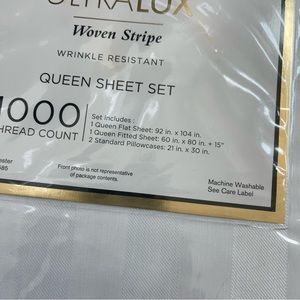 ULTRALUX
Woven Stripe
WRINKLE RESISTANT
QUEEN SHEET SET
1000
THREAD COUNT
Set Includes :
1 Queen Flat Sheet: 92 in. x 104 in.
1 Queen Fitted Sheet: 60 in. x 80 in. + 15"
2 Standard Pillowcases: 21 in. x 30 in.
Front photo is not representative
of package contents.
Machine Washable
See Care Label